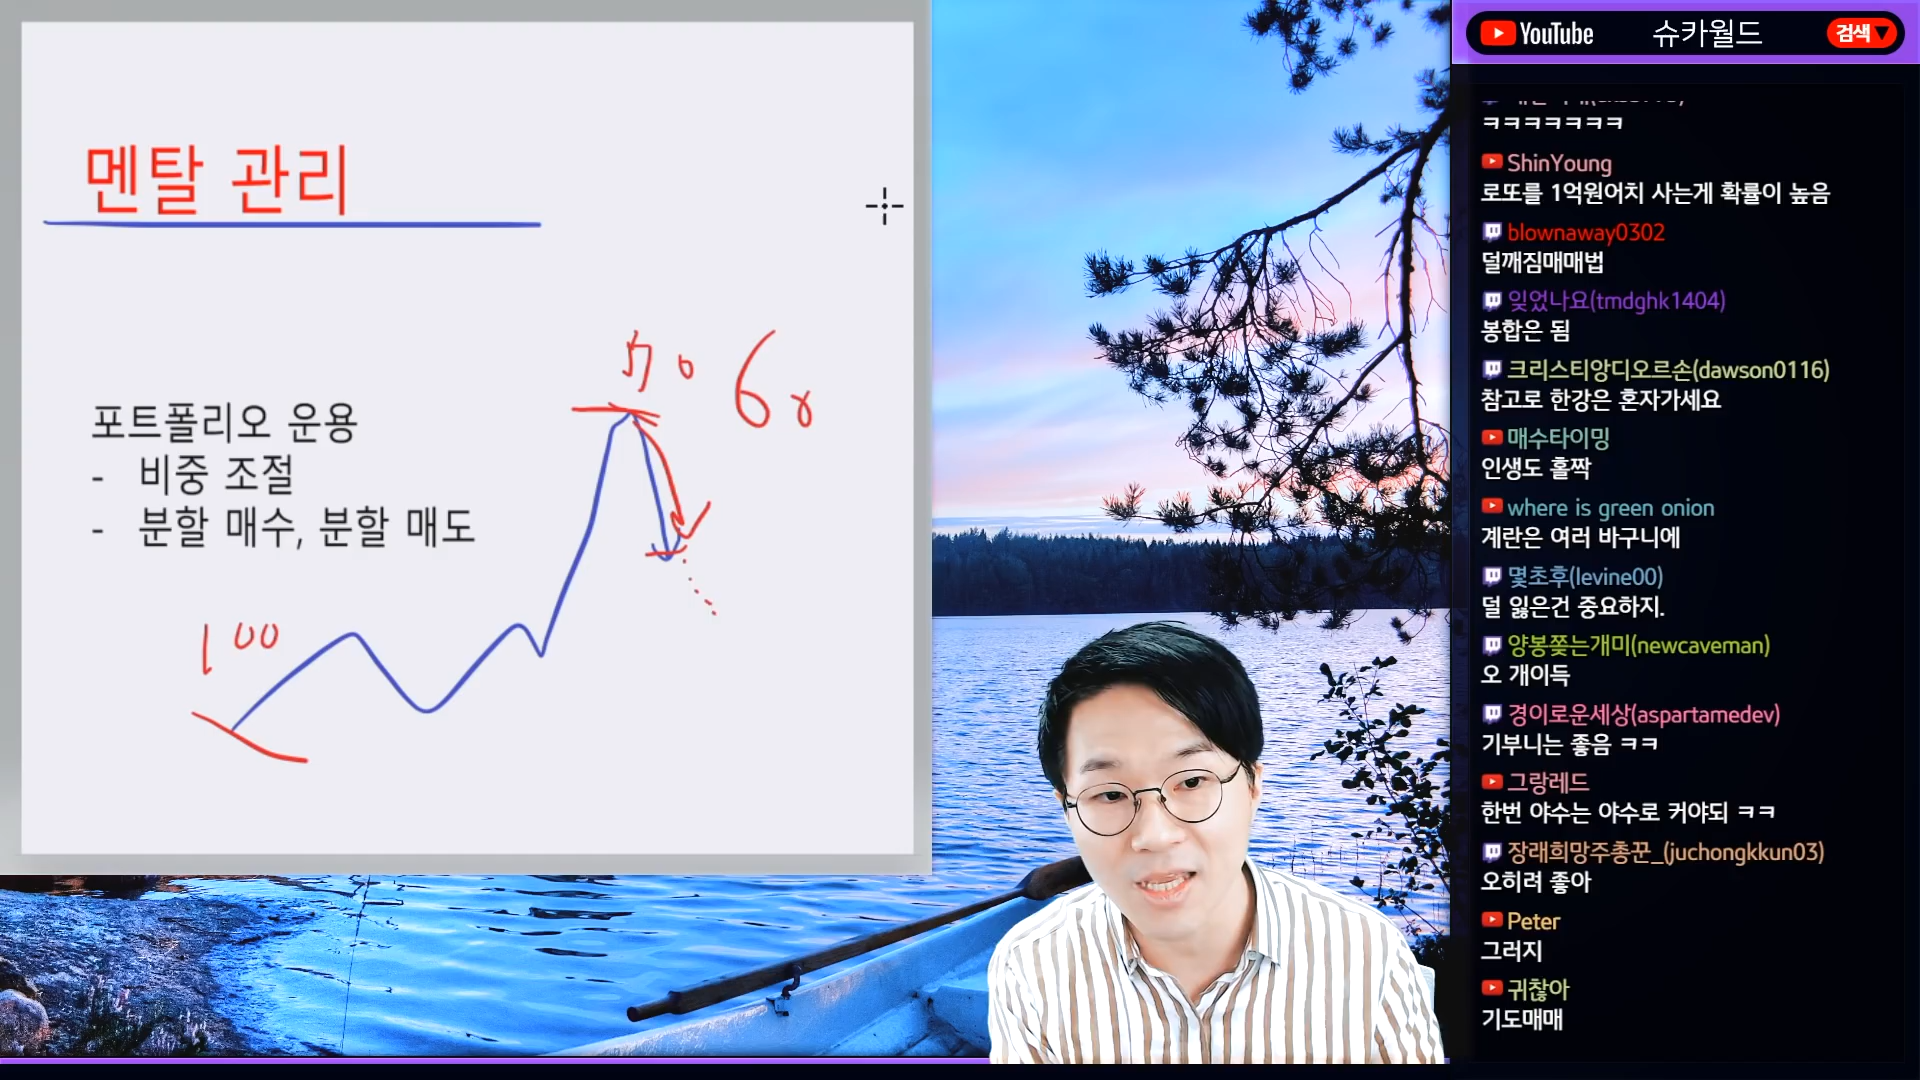 멘탈 관리
포트폴리오 운용
- 비중 조절
- 분할 매수, 분할 매도
100
70
60
YouTube 슈카월드 검색▼
ㅋㅋㅋㅋㅋㅋㅋ
ShinYoung
로또를 1억원어치 사는게 확률이 높음
blownaway0302
덜깨짐매매법
잊었나요(tmdghk1404)
봉합은 됨
크리스티앙디오르손(dawson0116)
참고로 한강은 혼자가세요
매수타이밍
인생도 홀짝
where is green onion
계란은 여러 바구니에
몇초후(levine00)
덜 잃은건 중요하지.
양봉쫒는개미(newcaveman)
오 개이득
경이로운세상(aspartamedev)
기부니는 좋음 ㅋㅋ
그랑레드
한번 야수는 야수로 커야되 ㅋㅋ
장래희망주총꾼_(juchongkkun03)
오히려 좋아
Peter
그러지
귀찮아
기도매매